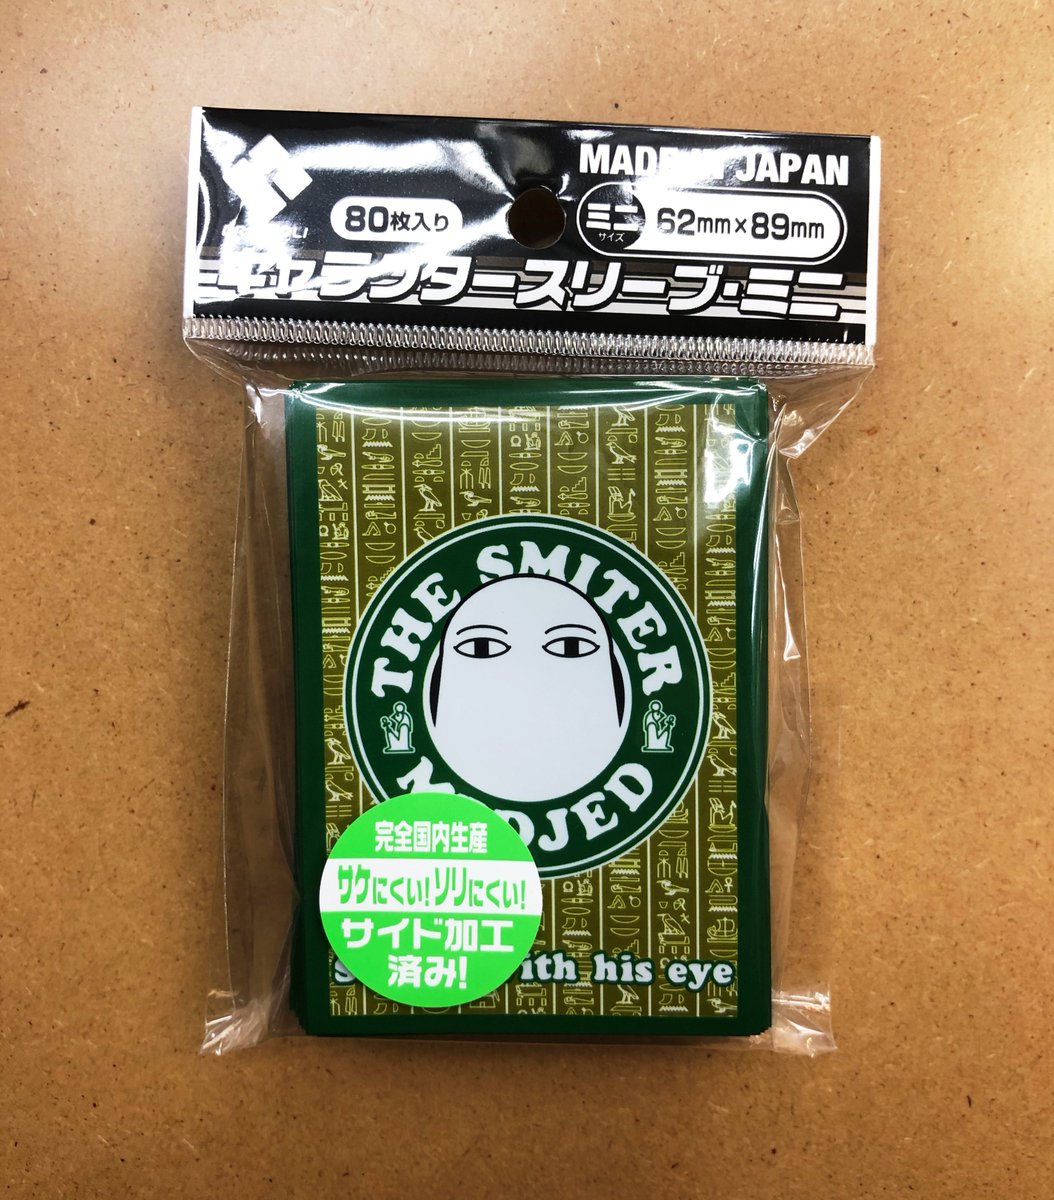 MADE IN JAPAN
80枚入り
ミニ
サイズ
62mm×89mm
キャラクタースリーブ・ミニ
THE SMITER
DJED
完全国内生産
サケにくい!ソリにくい!
サイド加工
済み!
his eye